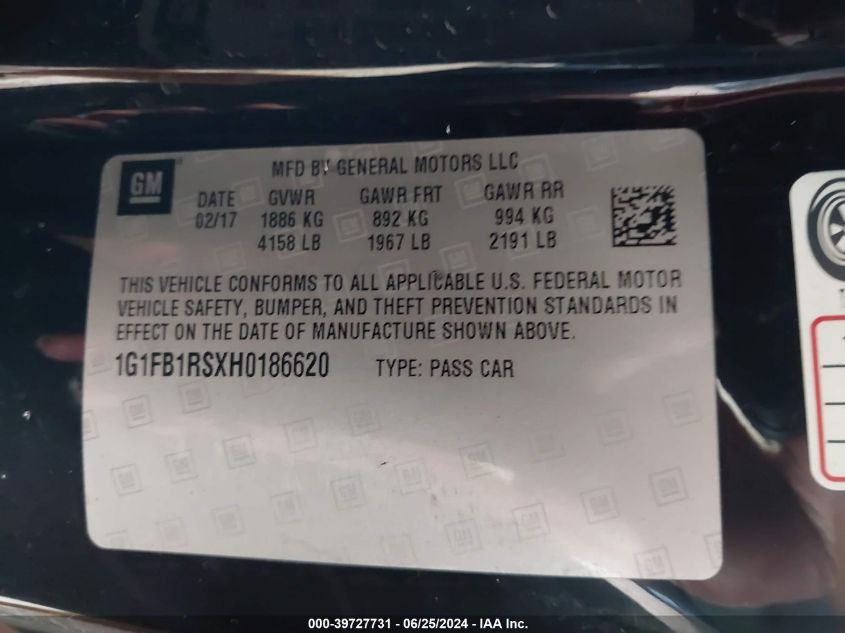 GM
MFD BY GENERAL MOTORS LLC
DATE GVWR GAWR FRT GAWR RR
02/17 1886 KG 892 KG 994 KG
4158 LB 1967 LB 2191 LB
THIS VEHICLE CONFORMS TO ALL APPLICABLE U.S. FEDERAL MOTOR
VEHICLE SAFETY, BUMPER, AND THEFT PREVENTION STANDARDS IN
EFFECT ON THE DATE OF MANUFACTURE SHOWN ABOVE.
1G1FB1RSXH0186620 TYPE: PASS CAR
000-39727731 - 06/25/2024 - IAA Inc.